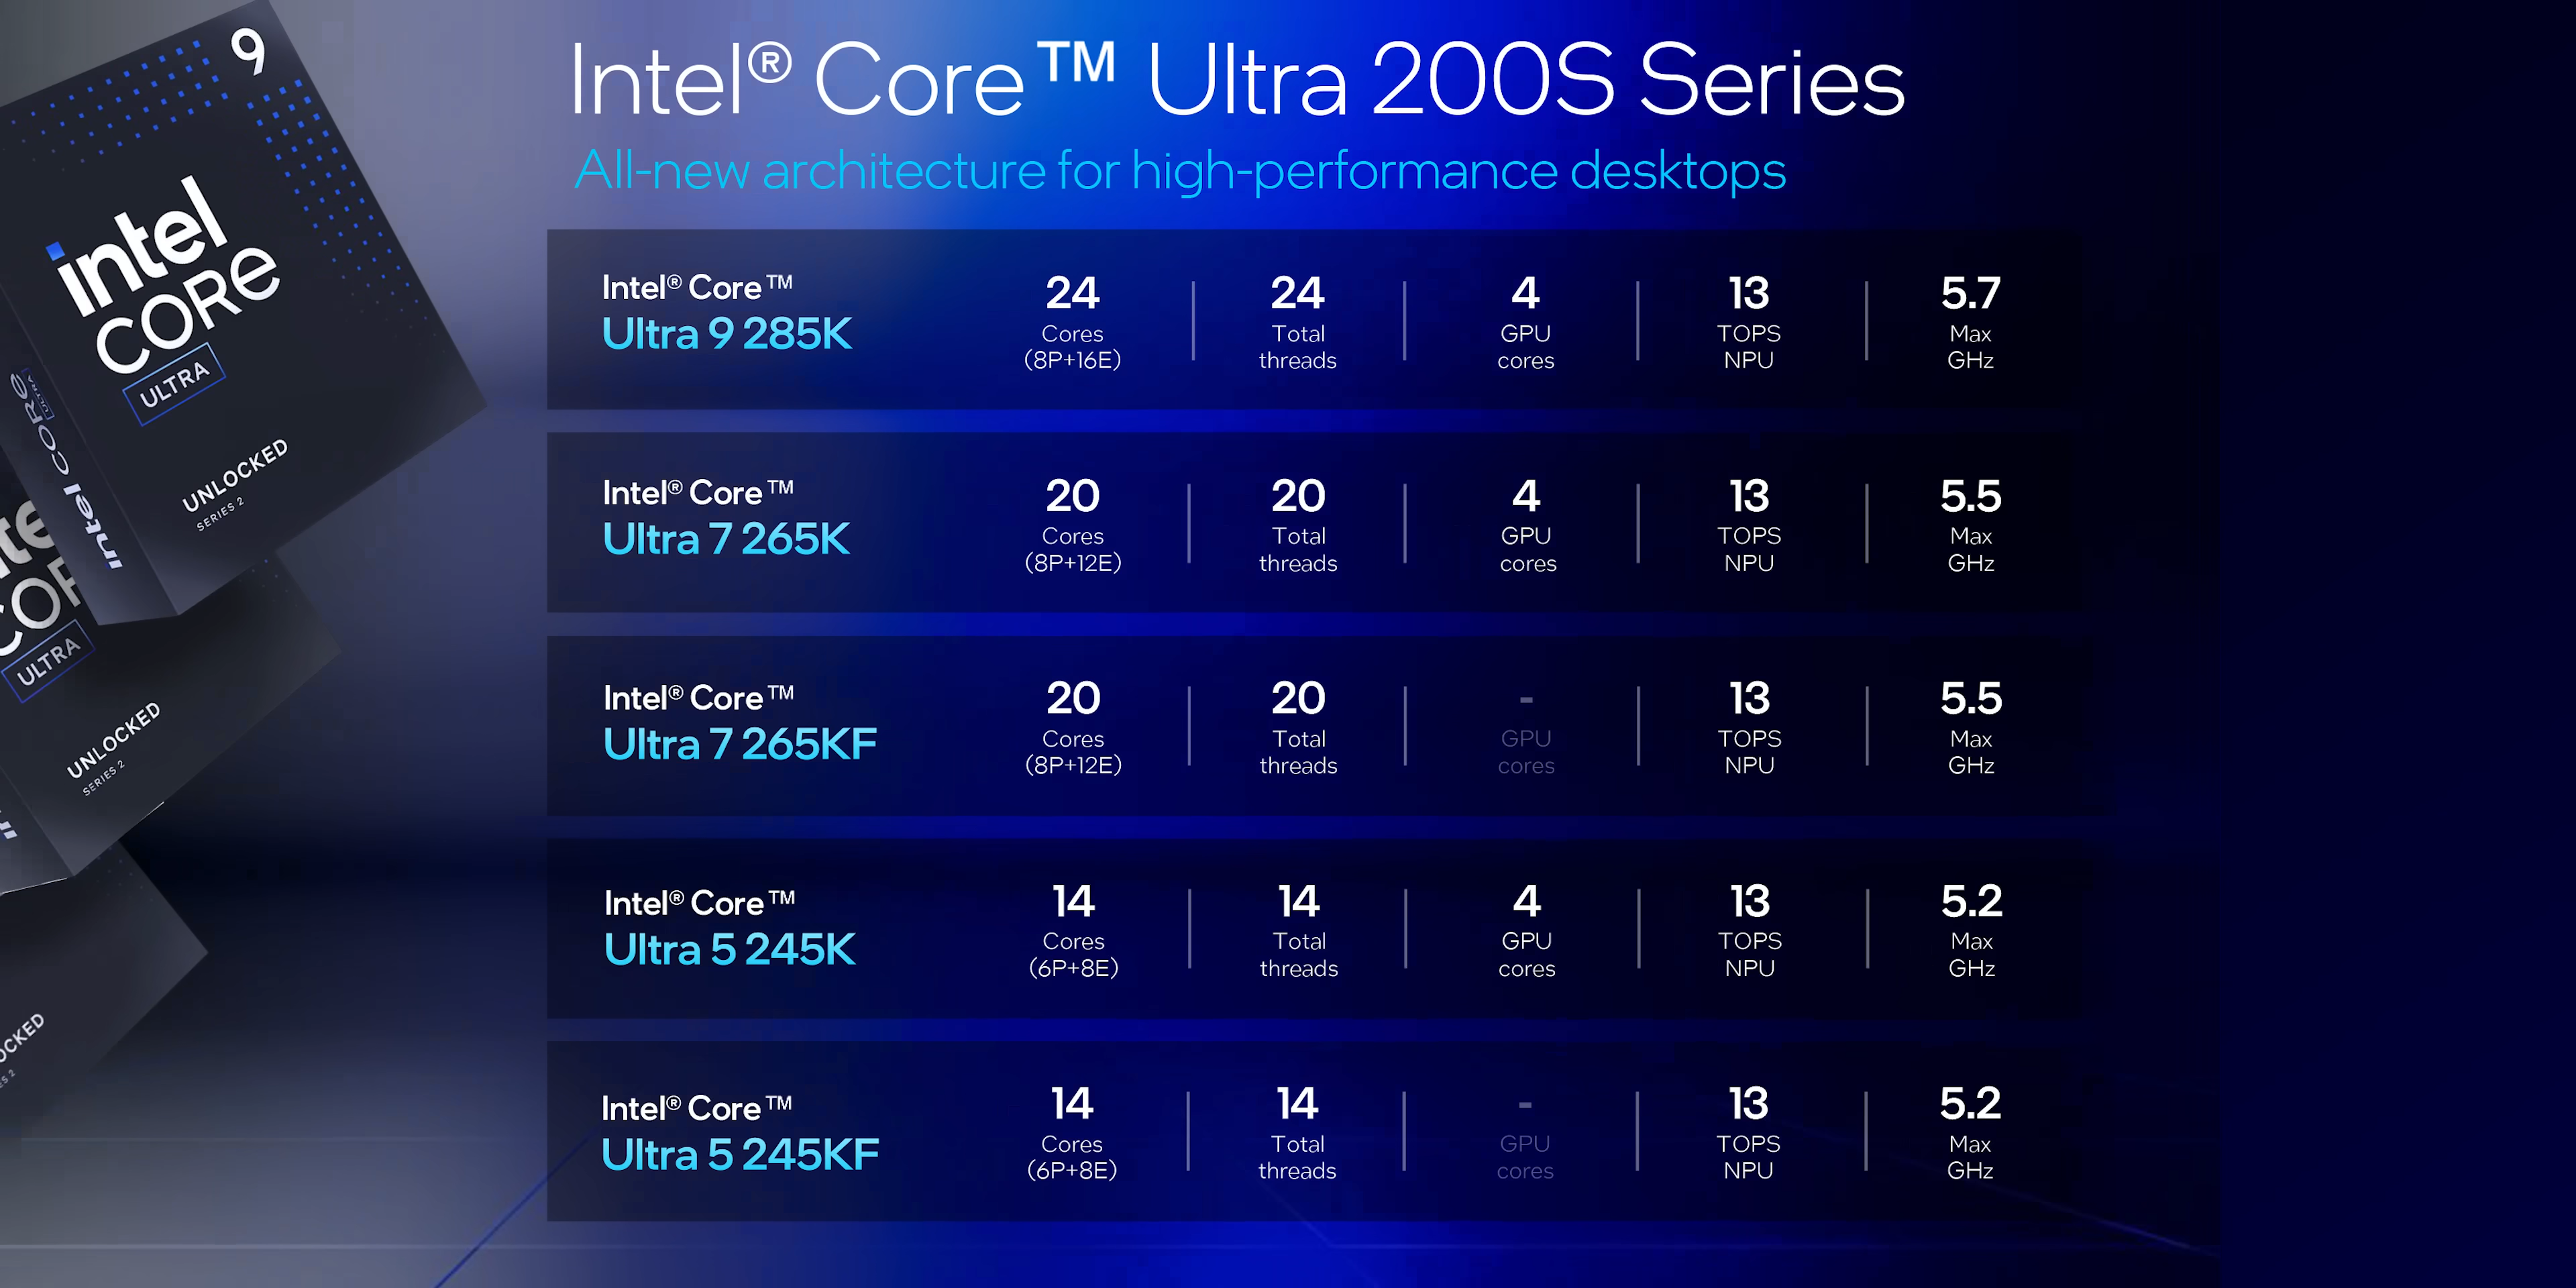 Intel® Core™ Ultra 200S Series
All-new architecture for high-performance desktops
9
intel
CORE
ULTRA
UNLOCKED
SERIES 2
intel CORE
ULTRA
ULTRA
UNLOCKED
SERIES 2
Intel® Core™
Ultra 9 285K
24
Cores
(8P+16E)
24
Total
threads
4
GPU
cores
13
TOPS
NPU
5.7
Max
GHz
Intel® Core™
Ultra 7 265K
20
Cores
(8P+12E)
20
Total
threads
4
GPU
cores
13
TOPS
NPU
5.5
Max
GHz
Intel® Core™
Ultra 7 265KF
20
Cores
(8P+12E)
20
Total
threads
-
GPU
cores
13
TOPS
NPU
5.5
Max
GHz
Intel® Core™
Ultra 5 245K
14
Cores
(6P+8E)
14
Total
threads
4
GPU
cores
13
TOPS
NPU
5.2
Max
GHz
Intel® Core™
Ultra 5 245KF
14
Cores
(6P+8E)
14
Total
threads
-
GPU
cores
13
TOPS
NPU
5.2
Max
GHz